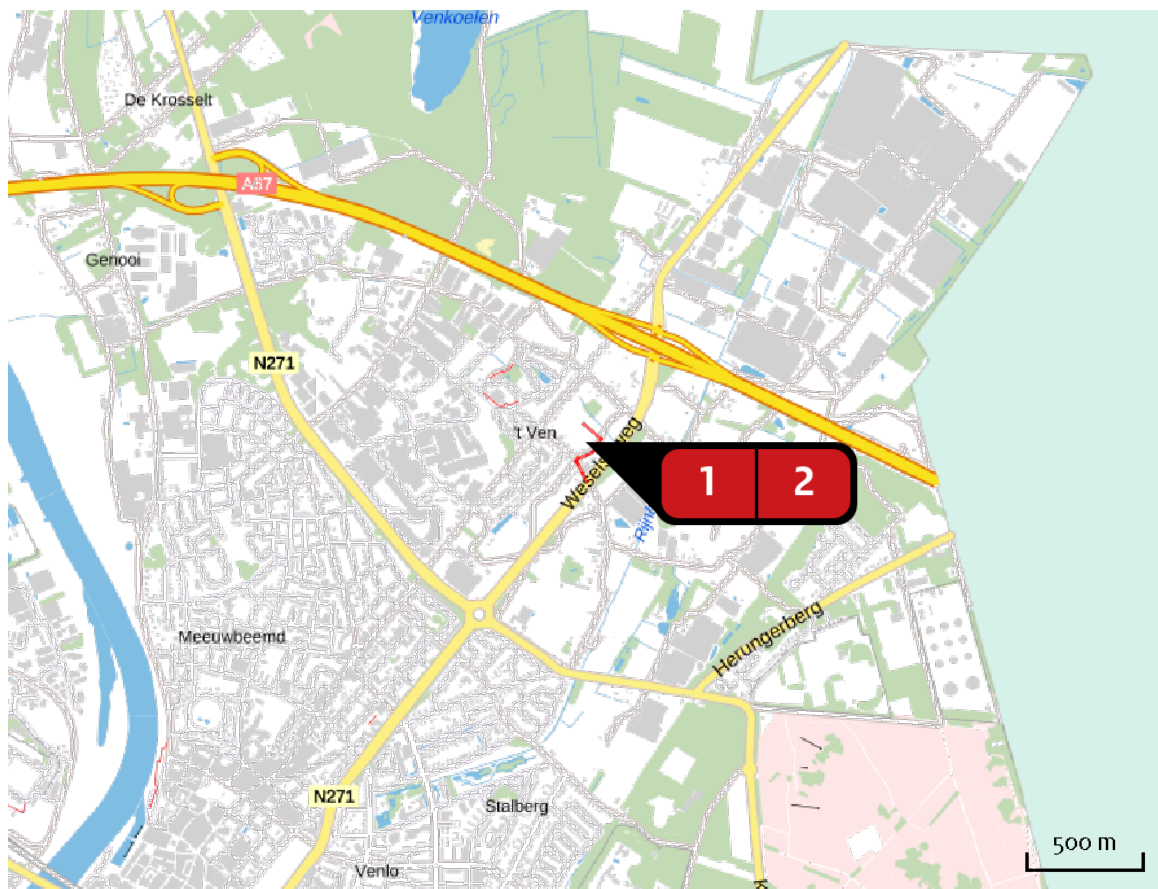 Venkoelen
De Krosselt
A67
Genooi
N271
't Ven
Weselseweg
1 2
Herungerberg
Meeuwbeemd
N271
Stalberg
Venlo
500 m